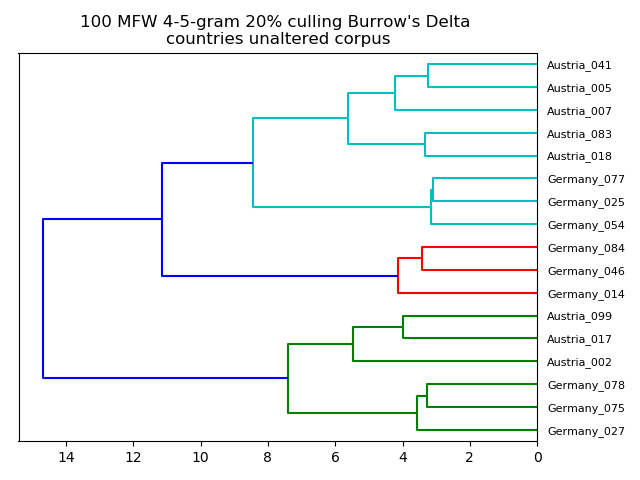 100 MFW 4-5-gram 20% culling Burrow's Delta
countries unaltered corpus
Austria_041
Austria_005
Austria_007
Austria_083
Austria_018
Germany_077
Germany_025
Germany_054
Germany_084
Germany_046
Germany_014
Austria_099
Austria_017
Austria_002
Germany_078
Germany_075
Germany_027
14 12 10 8 6 4 2 0